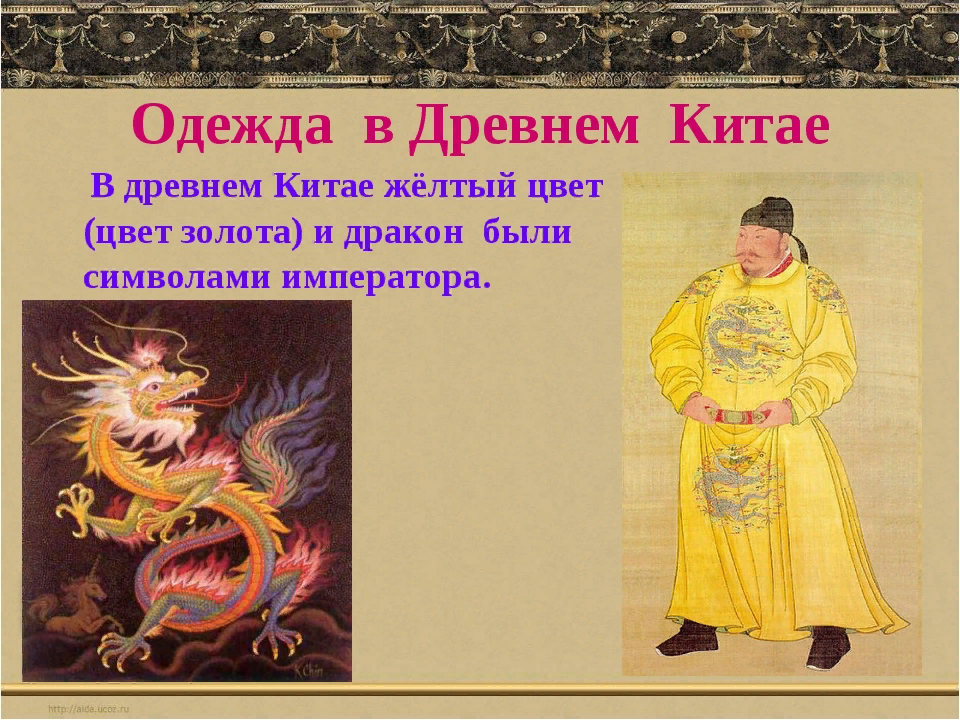 Одежда в Древнем Китае
В древнем Китае жёлтый цвет
(цвет золота) и дракон были
символами императора.
K Chin
http://aida.ucoz.ru